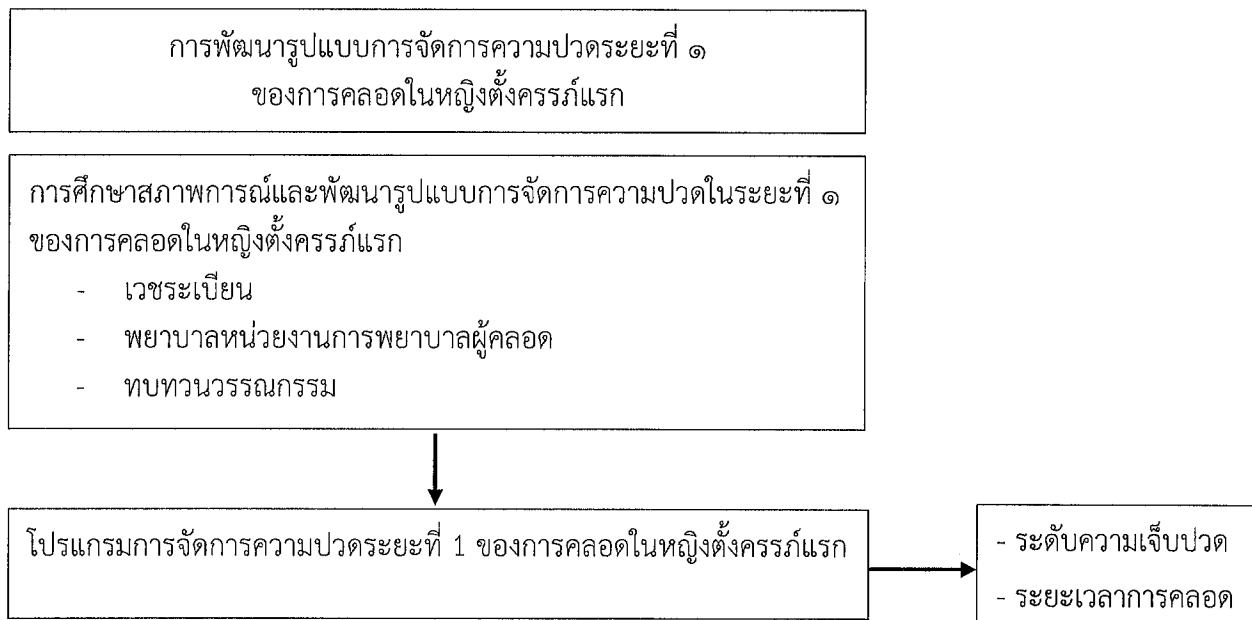 การพัฒนารูปแบบการจัดการความปวดระยะที่ ๑
ของการคลอดในหญิงตั้งครรภ์แรก
การศึกษาสภาพการณ์และพัฒนารูปแบบการจัดการความปวดในระยะที่ ๑
ของการคลอดในหญิงตั้งครรภ์แรก
- เวชระเบียน
- พยาบาลหน่วยงานการพยาบาลผู้คลอด
- ทบทวนวรรณกรรม
โปรแกรมการจัดการความปวดระยะที่ 1 ของการคลอดในหญิงตั้งครรภ์แรก
- ระดับความเจ็บปวด
- ระยะเวลาการคลอด